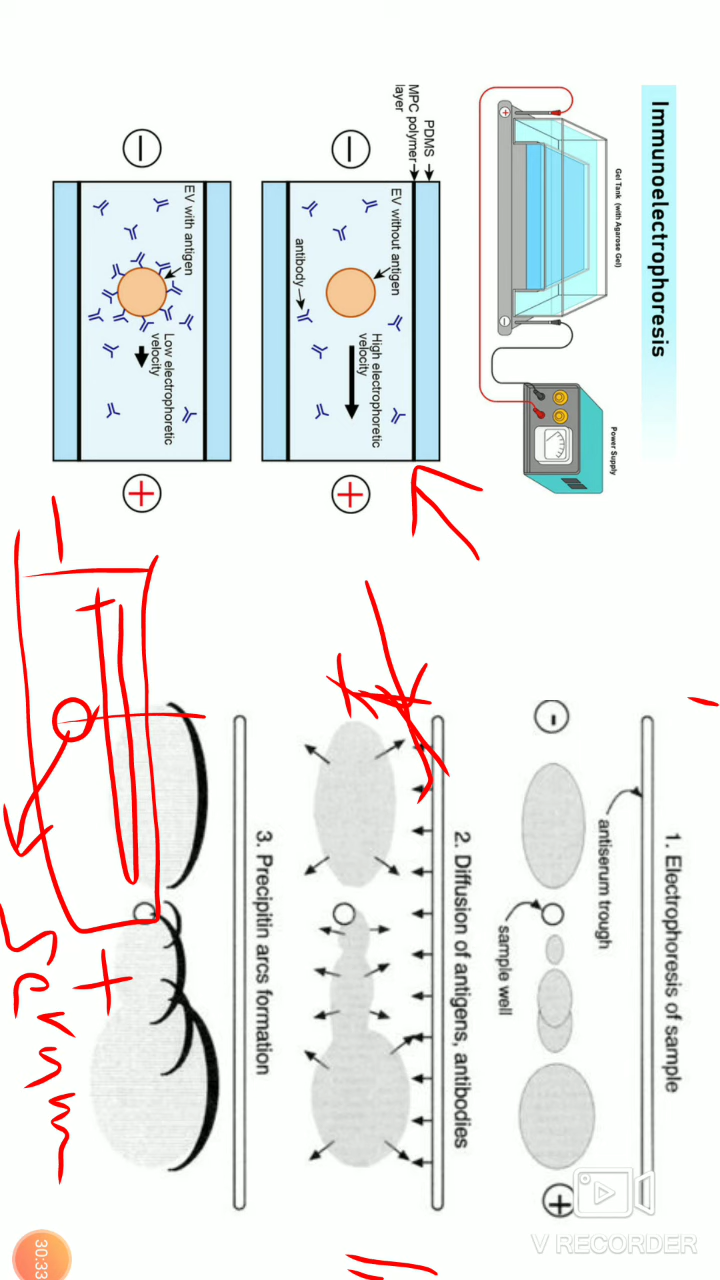 Immunoelectrophoresis
Gel Tank (with Agarose Gel)
Power Supply
+
−
PDMS
MPC polymer
layer
−
EV without antigen
antibody
High electrophoretic
velocity
+
−
EV with antigen
Low electrophoretic
velocity
+
1. Electrophoresis of sample
antiserum trough
-
sample well
+
2. Diffusion of antigens, antibodies
3. Precipitin arcs formation
−
+
+
Serum
V RECORDER
30:33